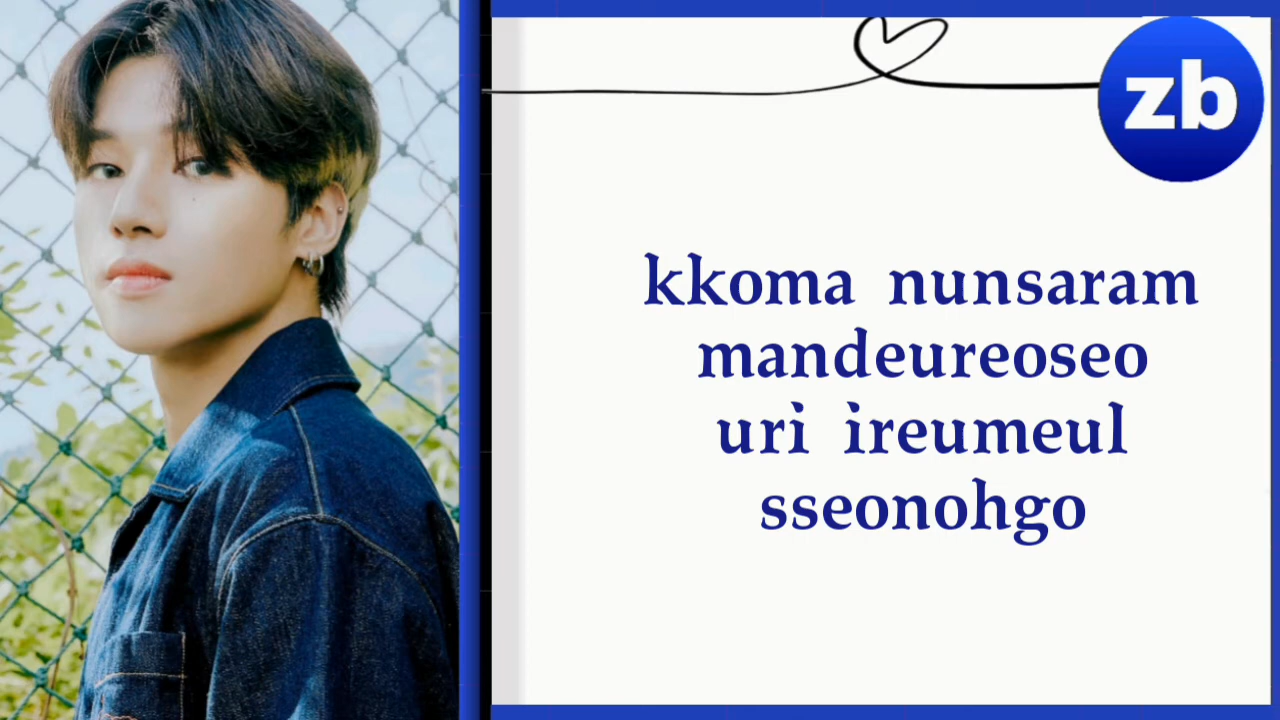 zb
kkoma nunsaram
mandeureoseo
uri ireumeul
sseonohgo